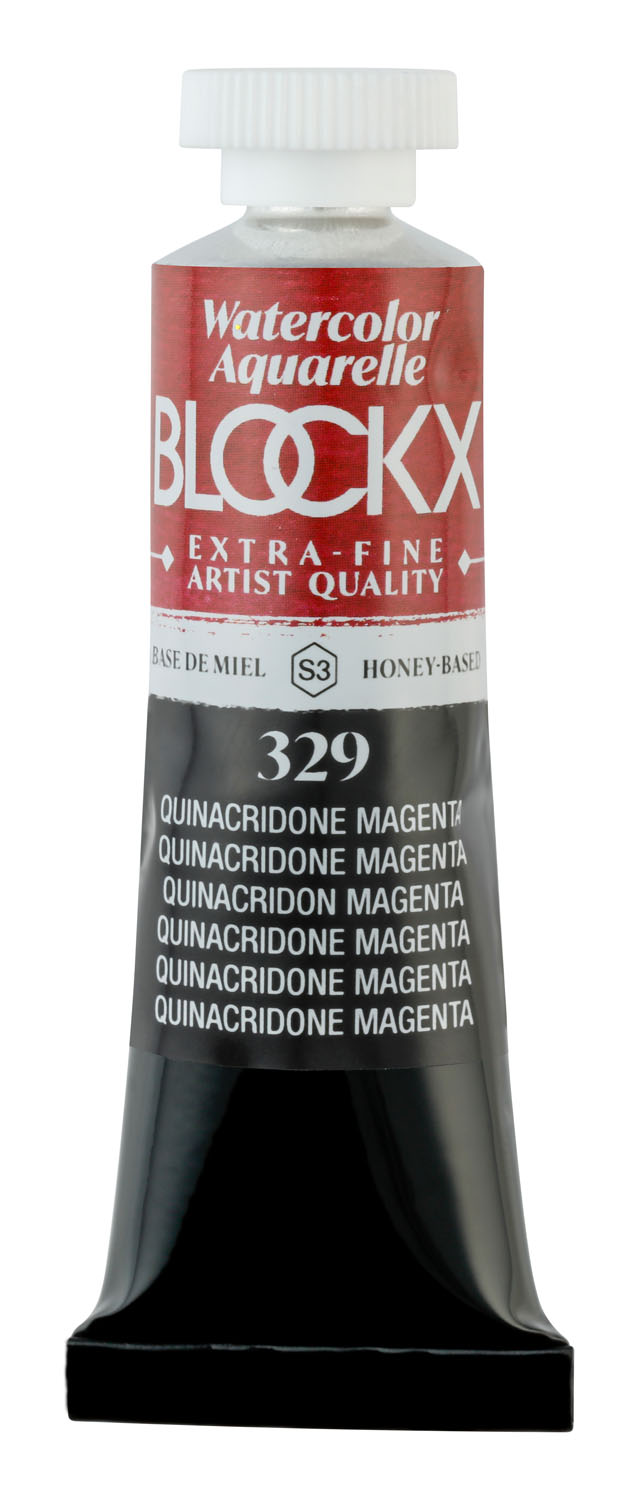 Watercolor
Aquarelle
BLOCKX
EXTRA-FINE
ARTIST QUALITY
BASE DE MIEL S3 HONEY-BASED
329
QUINACRIDONE MAGENTA
QUINACRIDONE MAGENTA
QUINACRIDON MAGENTA
QUINACRIDONE MAGENTA
QUINACRIDONE MAGENTA
QUINACRIDONE MAGENTA